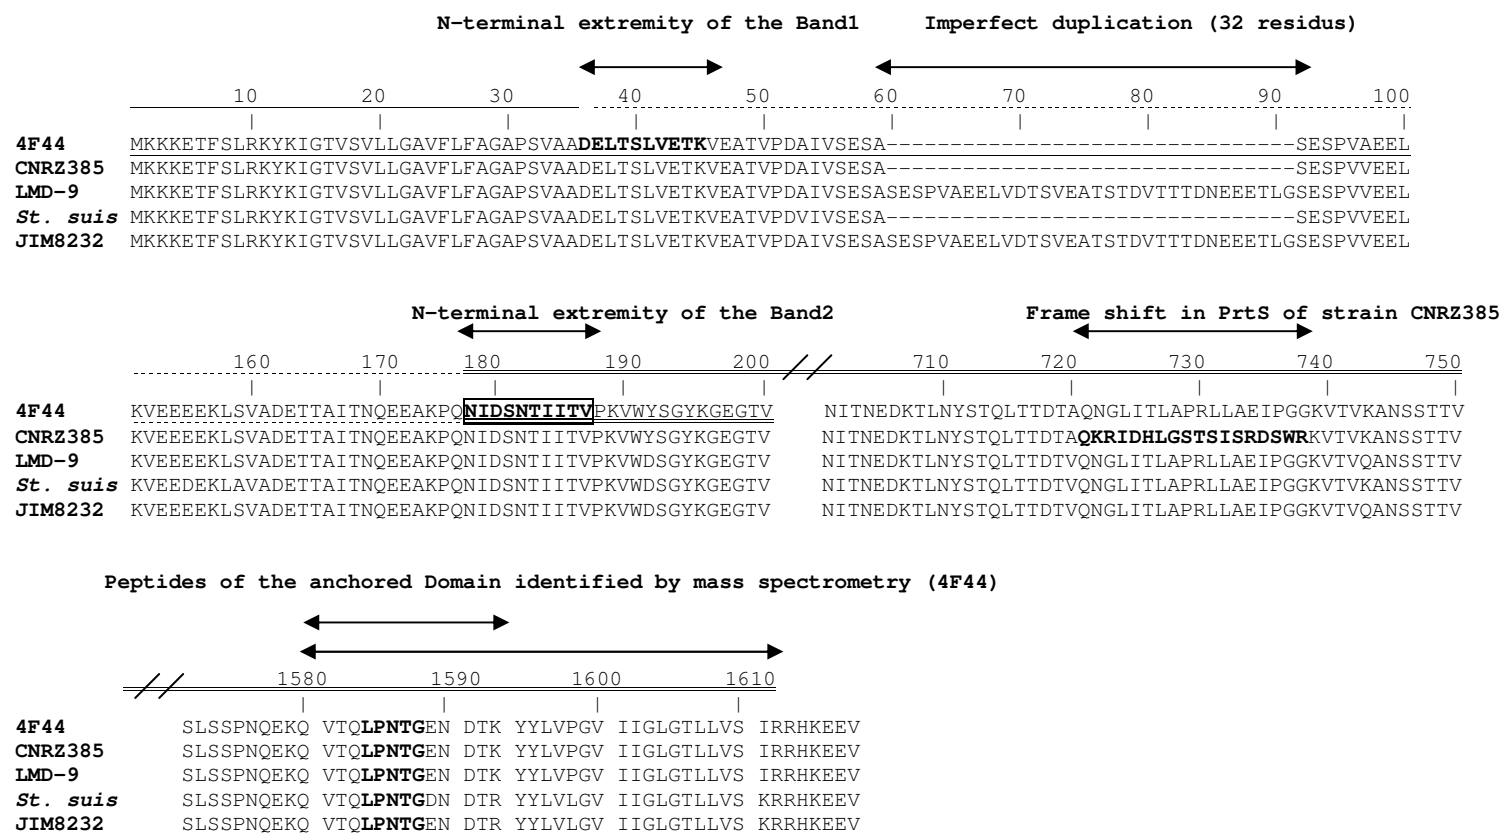 N-terminal extremity of the Band1 Imperfect duplication (32 residus)
10 20 30 40 50 60 70 80 90 100
4F44 MKKKETFSLRKYKIGTVSVLLGAVFLFAGAPSVAADELTSLVETKVEATVPDAIVSESA--------------------------------SESPVAEEL
CNRZ385 MKKKETFSLRKYKIGTVSVLLGAVFLFAGAPSVAADELTSLVETKVEATVPDAIVSESA--------------------------------SESPVVEEL
LMD-9 MKKKETFSLRKYKIGTVSVLLGAVFLFAGAPSVAADELTSLVETKVEATVPDAIVSESASESPVAEELVDTSVEATSTDVTTTDNEEETLGSESPVVEEL
St. suis MKKKETFSLRKYKIGTVSVLLGAVFLFAGAPSVAADELTSLVETKVEATVPDVIVSESA--------------------------------SESPVVEEL
JIM8232 MKKKETFSLRKYKIGTVSVLLGAVFLFAGAPSVAADELTSLVETKVEATVPDAIVSESASESPVAEELVDTSVEATSTDVTTTDNEEETLGSESPVVEEL
N-terminal extremity of the Band2 Frame shift in PrtS of strain CNRZ385
160 170 180 190 200 710 720 730 740 750
4F44 KVEEEEKLSVADETTAITNQEEAKPQNIDSNTIITVPKVWYSGYKGEGTV NITNEDKTLNYSTQLTTDTAQNGLITLAPRLLAEIPGGKVTVKANSSTTV
CNRZ385 KVEEEEKLSVADETTAITNQEEAKPQNIDSNTIITVPKVWYSGYKGEGTV NITNEDKTLNYSTQLTTDTAQKRIDHLGSTSISRDSWRKVTVKANSSTTV
LMD-9 KVEEEEKLSVADETTAITNQEEAKPQNIDSNTIITVPKVWDSGYKGEGTV NITNEDKTLNYSTQLTTDTVQNGLITLAPRLLAEIPGGKVTVQANSSTTV
St. suis KVEEDEKLAVADETTAITNQEEAKPQNIDSNTIITVPKVWDSGYKGEGTV NITNEDKTLNYSTQLTTDTVQNGLITLAPRLLAEIPGGKVTVKANSSTTV
JIM8232 KVEEEEKLSVADETTAITNQEEAKPQNIDSNTIITVPKVWDSGYKGEGTV NITNEDKTLNYSTQLTTDTVQNGLITLAPRLLAEIPGGKVTVQANSSTTV
Peptides of the anchored Domain identified by mass spectrometry (4F44)
1580 1590 1600 1610
4F44 SLSSPNQEKQ VTQLPNTGEN DTK YYLVPGV IIGLGTLLVS IRRHKEEV
CNRZ385 SLSSPNQEKQ VTQLPNTGEN DTK YYLVPGV IIGLGTLLVS IRRHKEEV
LMD-9 SLSSPNQEKQ VTQLPNTGEN DTK YYLVPGV IIGLGTLLVS IRRHKEEV
St. suis SLSSPNQEKQ VTQLPNTGDN DTR YYLVLGV IIGLGTLLVS KRRHKEEV
JIM8232 SLSSPNQEKQ VTQLPNTGEN DTR YYLVLGV IIGLGTLLVS KRRHKEEV